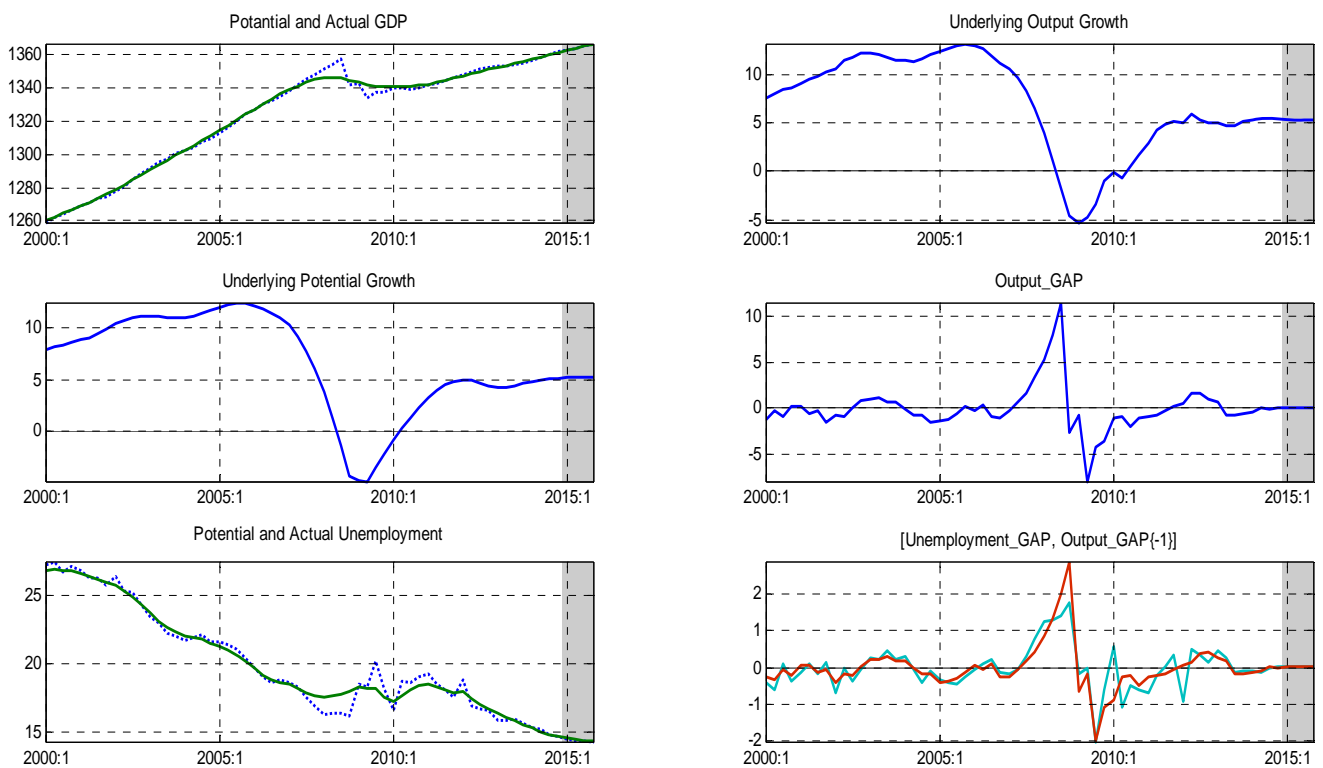 Potantial and Actual GDP
1360
1340
1320
1300
1280
1260
2000:1 2005:1 2010:1 2015:1
Underlying Output Growth
10
5
0
-5
2000:1 2005:1 2010:1 2015:1
Underlying Potential Growth
10
5
0
2000:1 2005:1 2010:1 2015:1
Output_GAP
10
5
0
-5
2000:1 2005:1 2010:1 2015:1
Potential and Actual Unemployment
25
20
15
2000:1 2005:1 2010:1 2015:1
[Unemployment_GAP, Output_GAP{-1}]
2
1
0
-1
-2
2000:1 2005:1 2010:1 2015:1